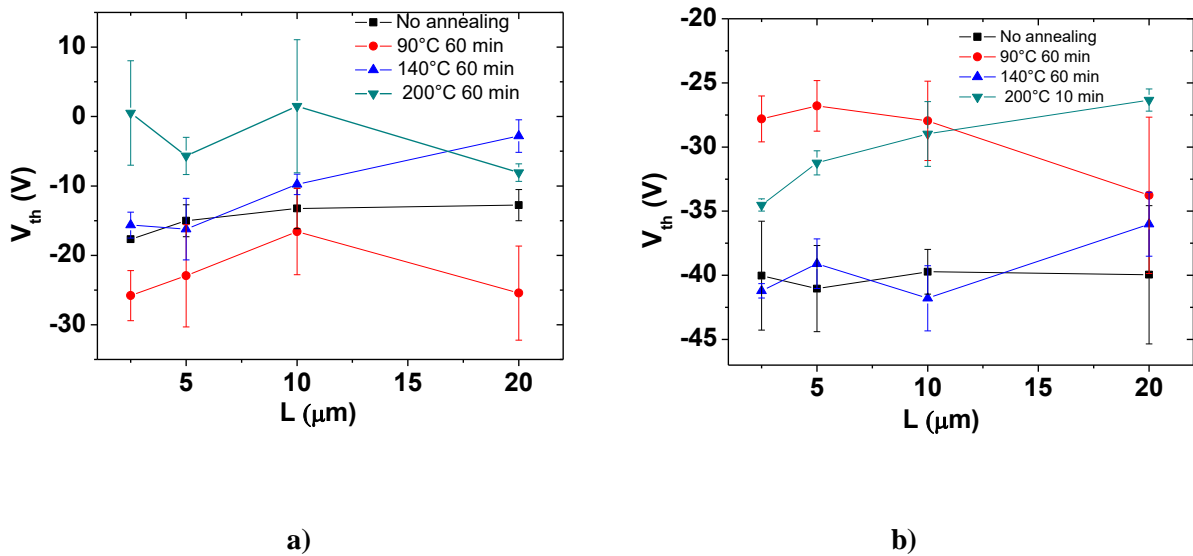 No annealing
90°C 60 min
140°C 60 min
200°C 60 min
10
0
-10
-20
-30
V_th (V)
5
10
15
20
L (μm)
a)
No annealing
90°C 60 min
140°C 60 min
200°C 10 min
-20
-25
-30
-35
-40
-45
V_th (V)
5
10
15
20
L (μm)
b)